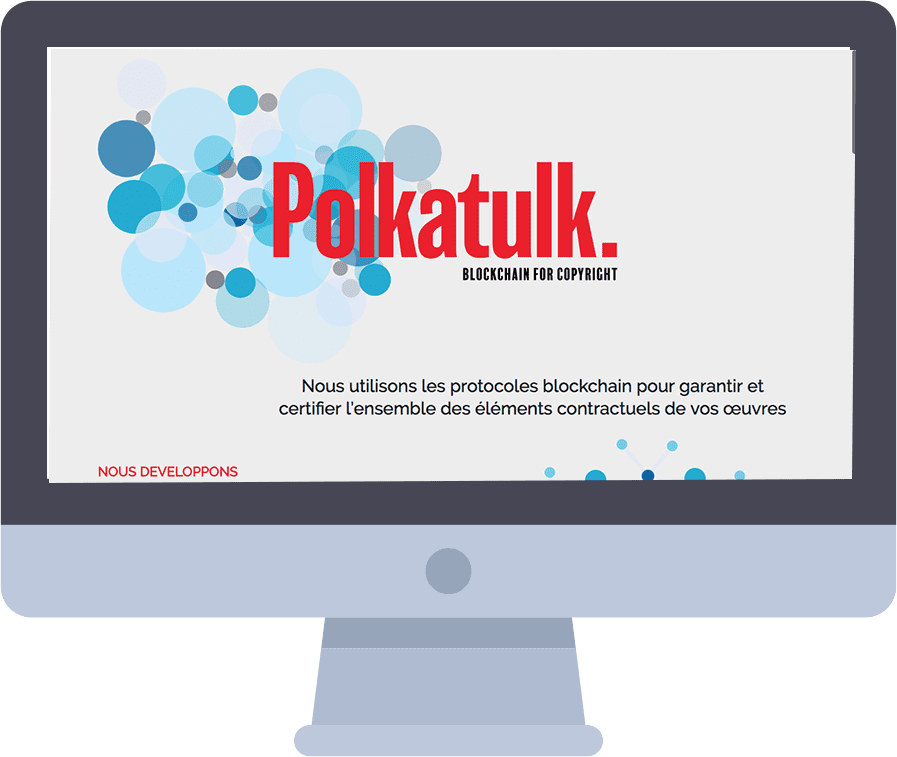 Polkatulk.
BLOCKCHAIN FOR COPYRIGHT
Nous utilisons les protocoles blockchain pour garantir et
certifier l'ensemble des éléments contractuels de vos œuvres
NOUS DEVELOPPONS